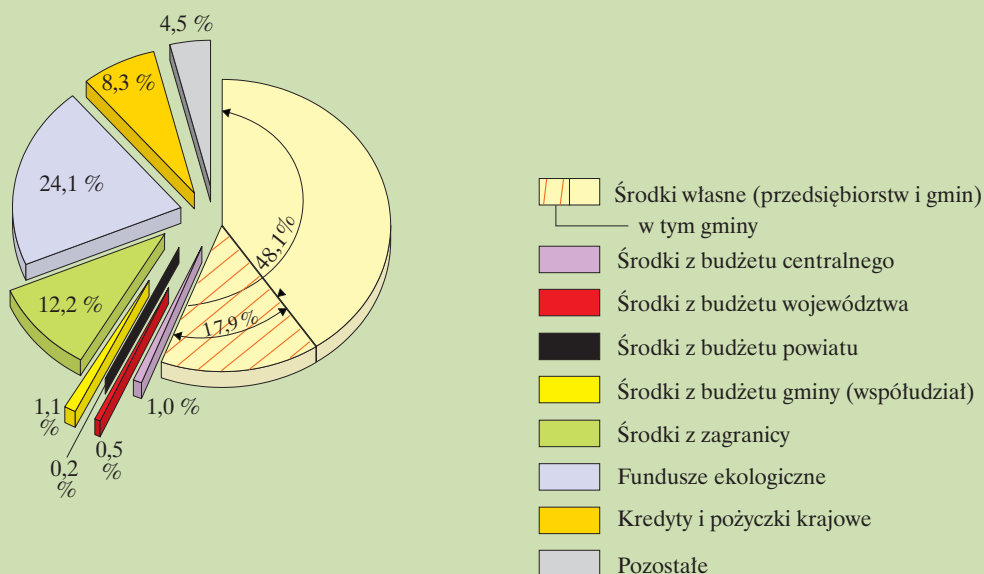 4,5 %
8,3 %
24,1 %
12,2 %
48,1%
17,9%
1,1
%
0,2
%
0,5
%
1,0 %
Środki własne (przedsiębiorstw i gmin)
w tym gminy
Środki z budżetu centralnego
Środki z budżetu województwa
Środki z budżetu powiatu
Środki z budżetu gminy (współudział)
Środki z zagranicy
Fundusze ekologiczne
Kredyty i pożyczki krajowe
Pozostałe